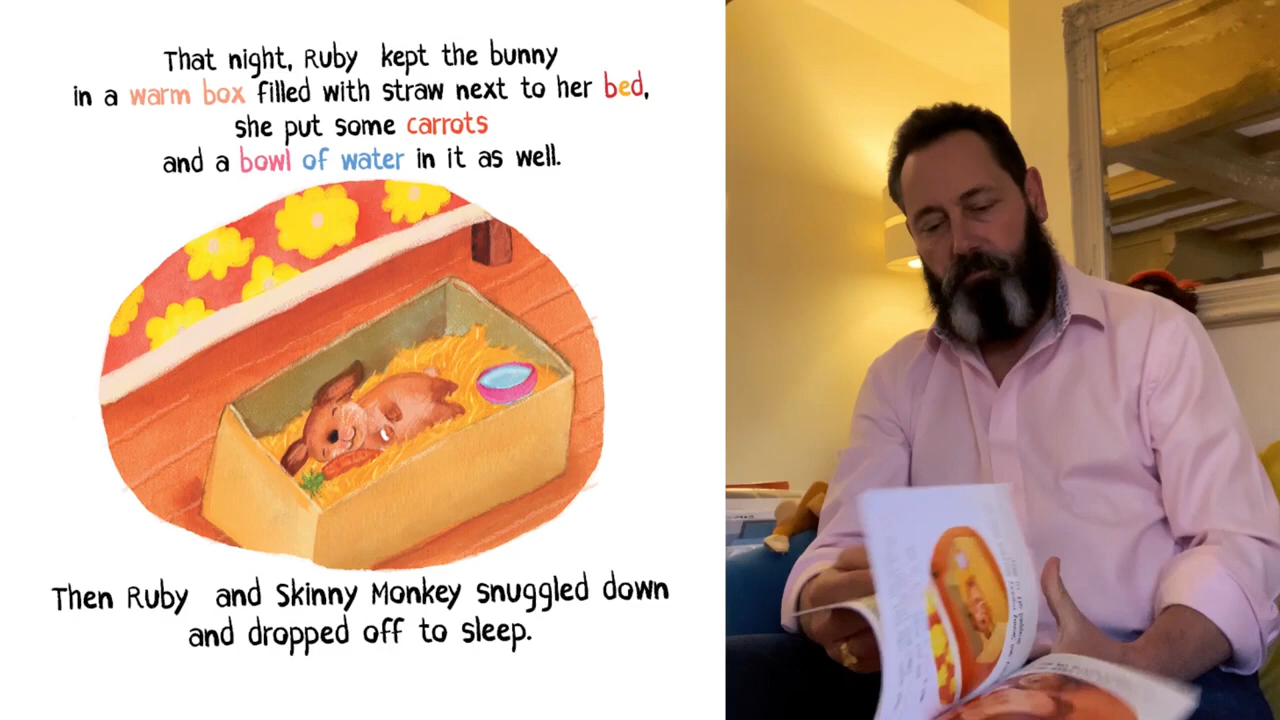 That night, Ruby kept the bunny
in a warm box filled with straw next to her bed,
she put some carrots
and a bowl of water in it as well.
Then Ruby and Skinny Monkey snuggled down
and dropped off to sleep.